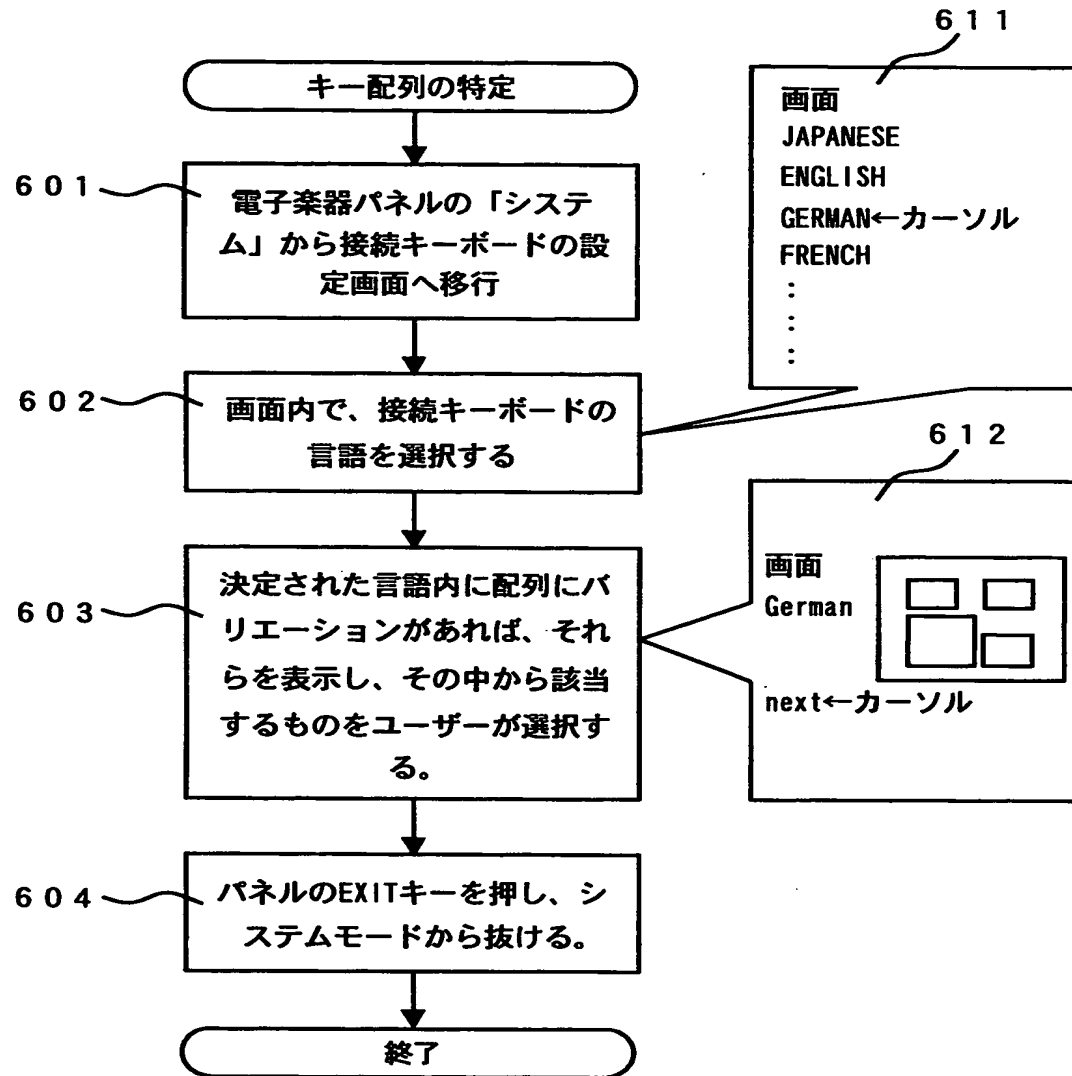 キー配列の特定
601
電子楽器パネルの「システ
ム」から接続キーボードの設
定画面へ移行
602
画面内で、接続キーボードの
言語を選択する
611
画面
JAPANESE
ENGLISH
GERMAN←カーソル
FRENCH
:
:
:
603
決定された言語内に配列にバ
リエーションがあれば、それ
らを表示し、その中から該当
するものをユーザーが選択す
る。
612
画面
German
next←カーソル
604
パネルのEXITキーを押し、シ
ステムモードから抜ける。
終了